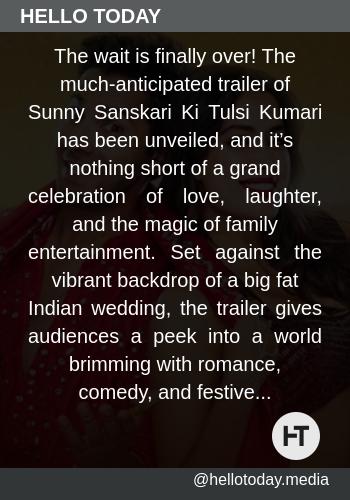 HELLO TODAY
The wait is finally over! The
much-anticipated trailer of
Sunny Sanskari Ki Tulsi Kumari
has been unveiled, and it’s
nothing short of a grand
celebration of love, laughter,
and the magic of family
entertainment. Set against the
vibrant backdrop of a big fat
Indian wedding, the trailer gives
audiences a peek into a world
brimming with romance,
comedy, and festive...
HT
@hellotoday.media